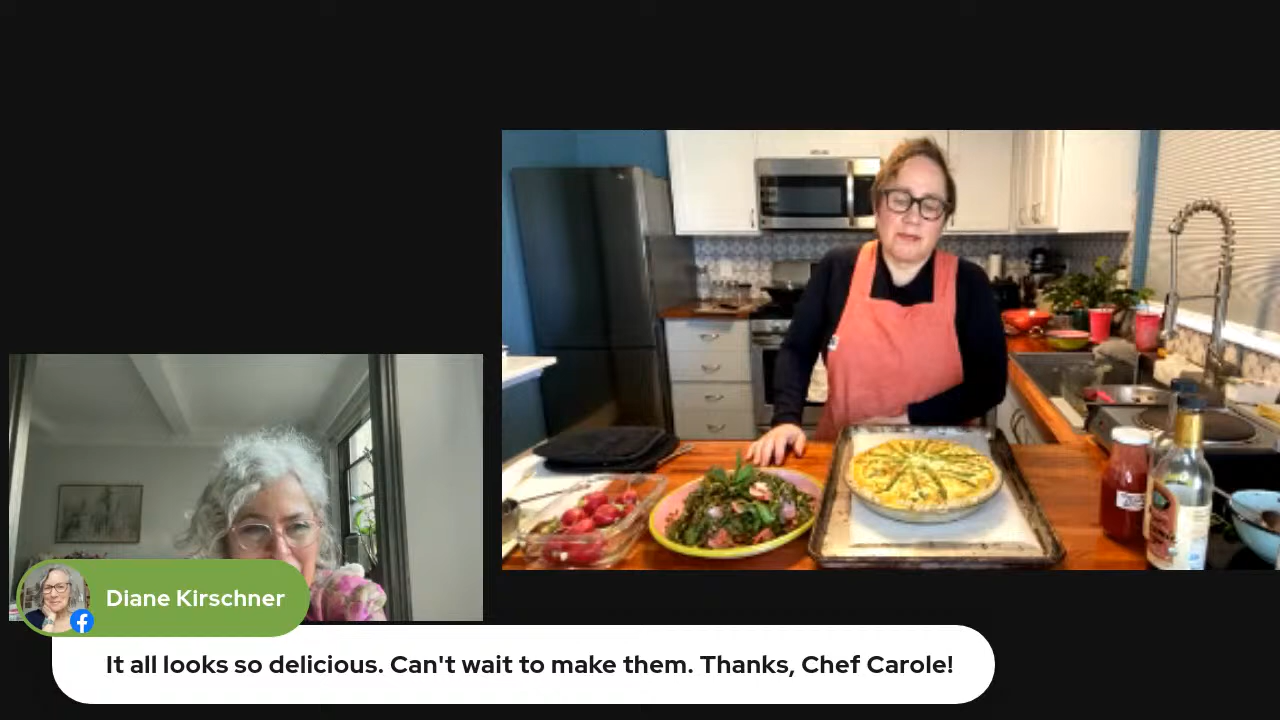 Diane Kirschner
It all looks so delicious. Can't wait to make them. Thanks, Chef Carole!